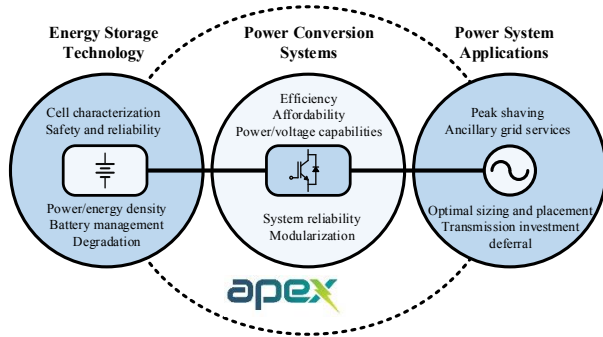 Energy Storage
Technology
Power Conversion
Systems
Power System
Applications
Cell characterization
Safety and reliability
Power/energy density
Battery management
Degradation
Efficiency
Affordability
Power/voltage capabilities
System reliability
Modularization
Peak shaving
Ancillary grid services
Optimal sizing and placement
Transmission investment
deferral
apex